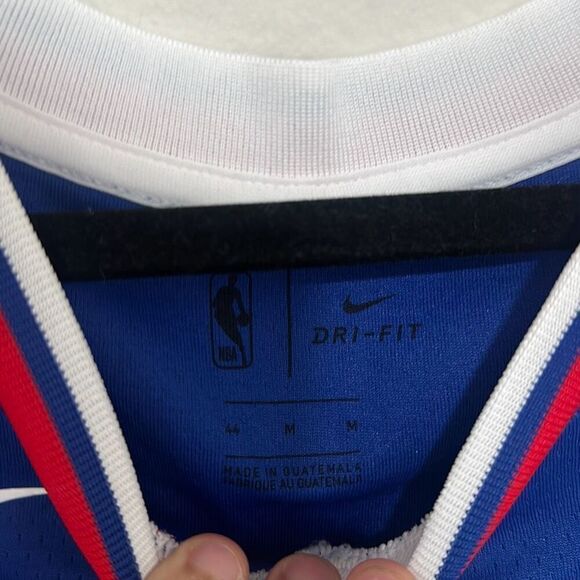 NBA
DRI-FIT
44 M M
MADE IN GUATEMALA
FABRIQUE AU GUATEMALA